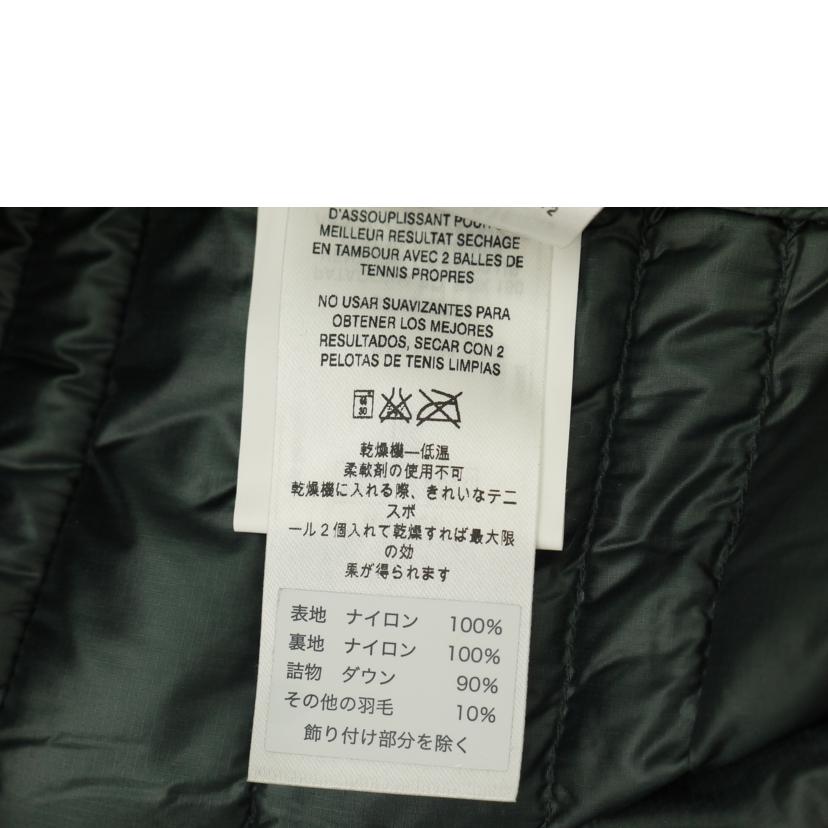 D'ASSOUPLISSANT POUR
MEILLEUR RESULTAT SECHAGE
EN TAMBOUR AVEC 2 BALLES DE
TENNIS PROPRES
NO USAR SUAVIZANTES PARA
OBTENER LOS MEJORES
RESULTADOS, SECAR CON 2
PELOTAS DE TENIS LIMPIAS
乾燥機—低温
柔軟剤の使用不可
乾燥機に入れる際、きれいなテニ
スボ
ール2個入れて乾燥すれば最大限
の効
果が得られます
表地 ナイロン 100%
裏地 ナイロン 100%
詰物 ダウン 90%
その他の羽毛 10%
飾り付け部分を除く